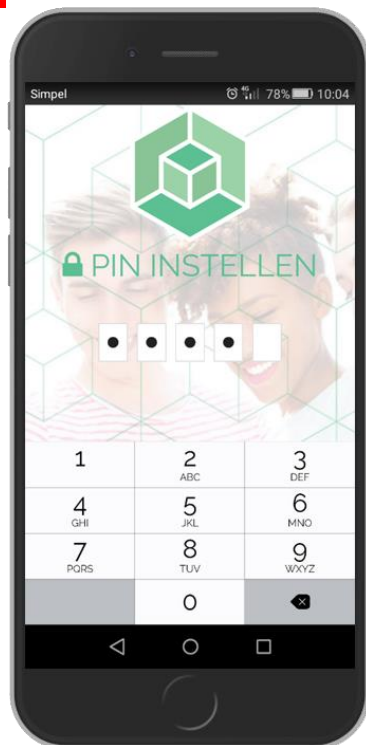 Simpel 4G 78% 10:04
PIN INSTELLEN
1 2 3
ABC DEF
4 5 6
GHI JKL MNO
7 8 9
PQRS TUV WXYZ
0